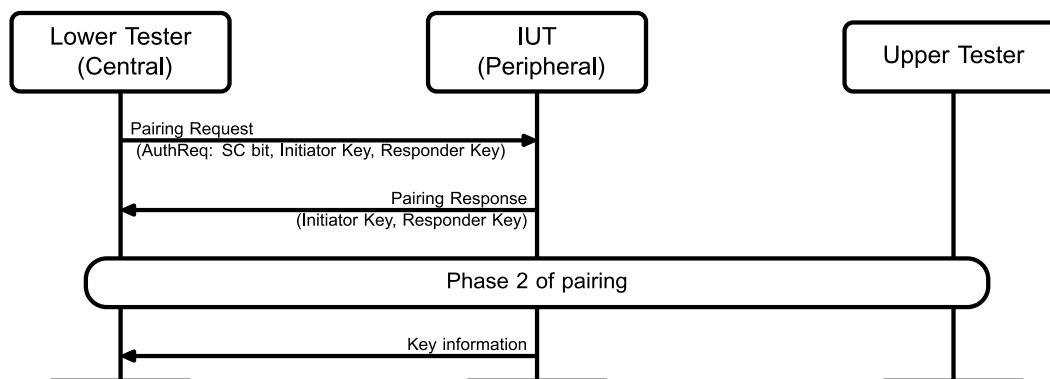 Lower Tester
(Central)
IUT
(Peripheral)
Upper Tester
Pairing Request
(AuthReq: SC bit, Initiator Key, Responder Key)
Pairing Response
(Initiator Key, Responder Key)
Phase 2 of pairing
Key information